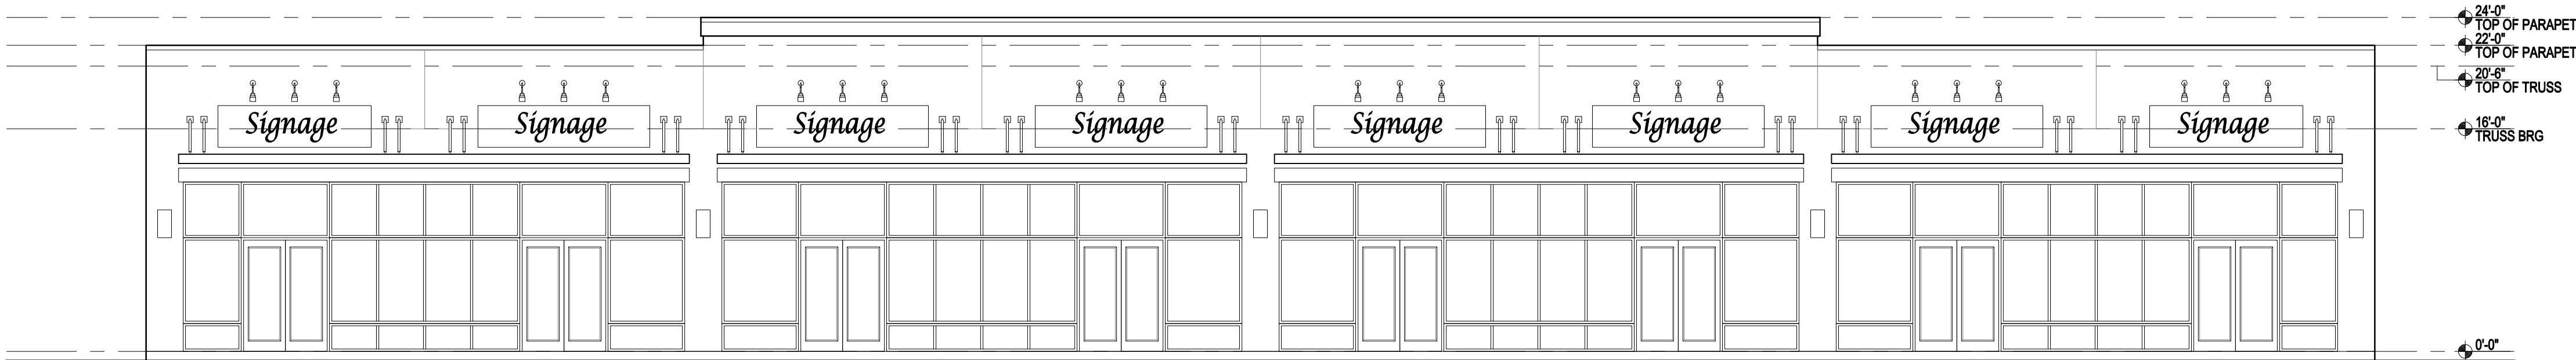 24'-0"
TOP OF PARAPET
22'-0"
TOP OF PARAPET
20'-6"
TOP OF TRUSS
Signage Signage Signage Signage Signage Signage Signage Signage
16'-0"
TRUSS BRG
0'-0"